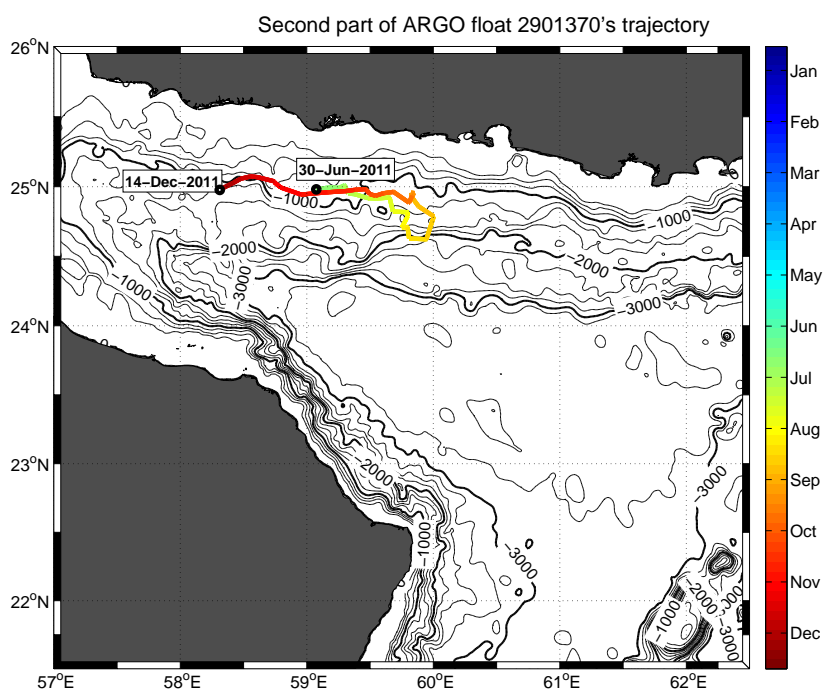 Second part of ARGO float 2901370's trajectory
26°N
25°N
24°N
23°N
22°N
57°E
58°E
59°E
60°E
61°E
62°E
14−Dec−2011
30−Jun−2011
−1000
−1000
−2000
−2000
−1000
−3000
−3000
−2000
−3000
−1000
−3000
−2000
−1000
−3000
Jan
Feb
Mar
Apr
May
Jun
Jul
Aug
Sep
Oct
Nov
Dec